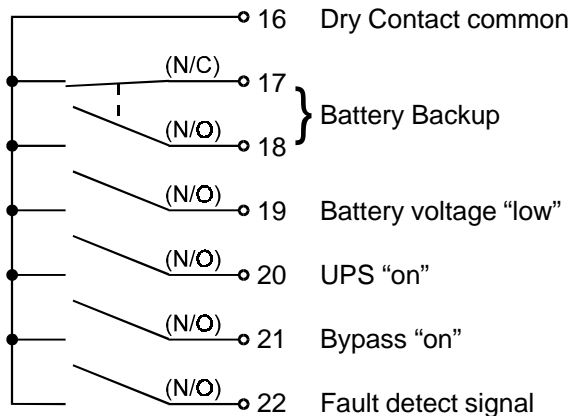 16 Dry Contact common
(N/C) 17
} Battery Backup
(N/O) 18
(N/O) 19 Battery voltage “low”
(N/O) 20 UPS “on”
(N/O) 21 Bypass “on”
(N/O) 22 Fault detect signal